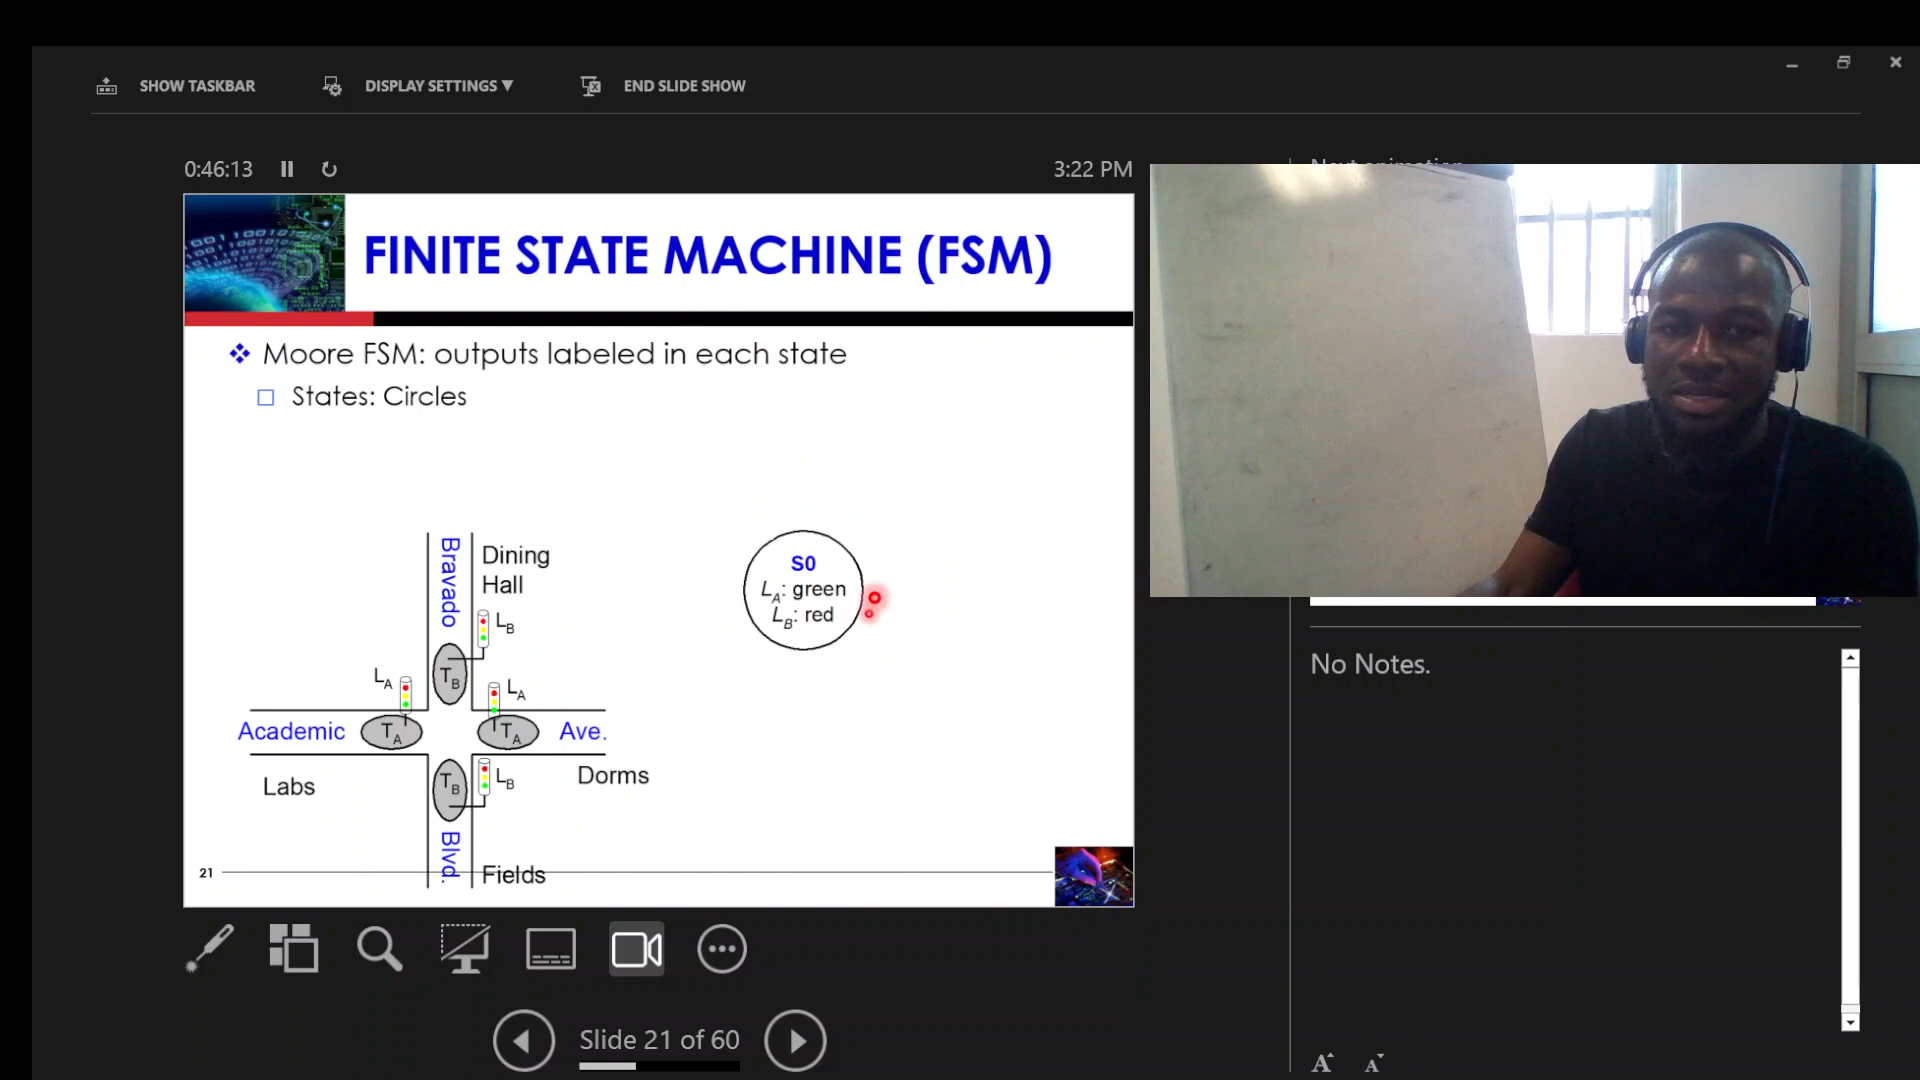 SHOW TASKBAR
DISPLAY SETTINGS ▼
END SLIDE SHOW
0:46:13
3:22 PM
Next animation
FINITE STATE MACHINE (FSM)
❖ Moore FSM: outputs labeled in each state
□ States: Circles
Bravado
Dining
Hall
LB
TB
LA
LA
Academic
TA
TA
Ave.
Labs
TB
LB
Dorms
Blvd.
Fields
S0
LA: green
LB: red
21
No Notes.
Slide 21 of 60
A
A